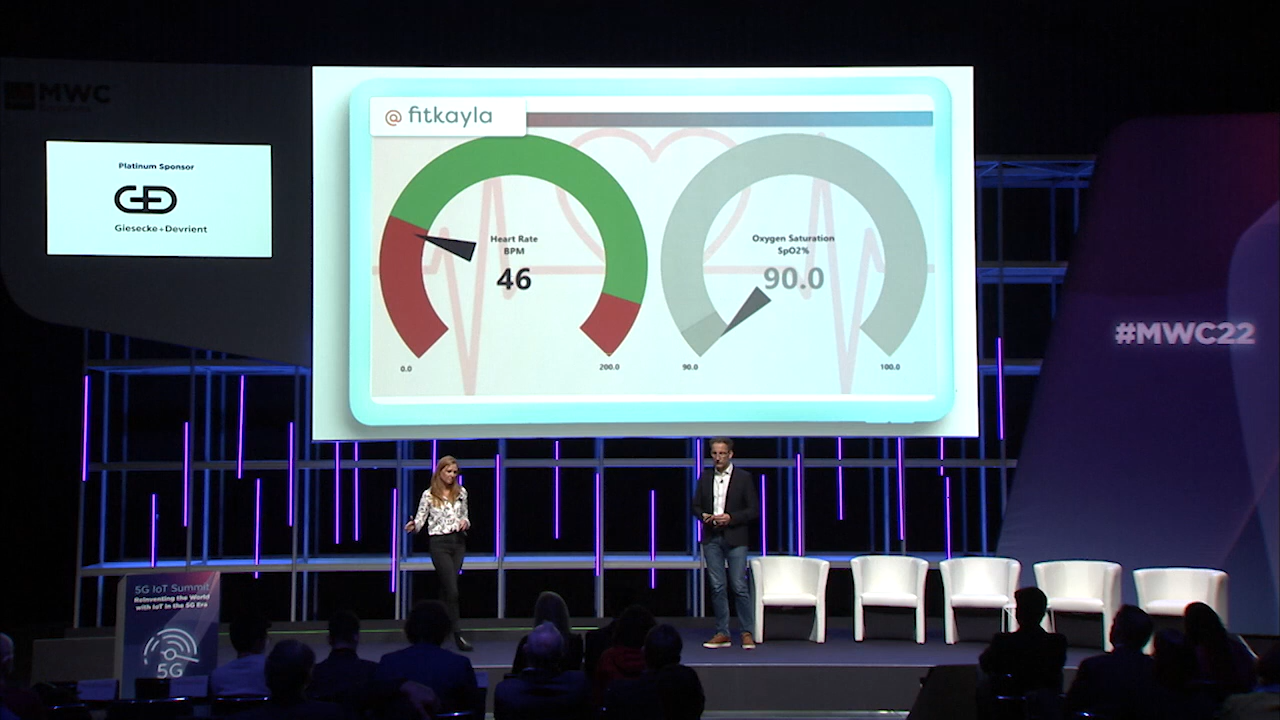 MWC
Platinum Sponsor
Giesecke+Devrient
@ fitkayla
Heart Rate
BPM
46
0.0
200.0
Oxygen Saturation
SpO2%
90.0
90.0
100.0
#MWC22
5G IoT Summit
Reinventing the World
with IoT in the 5G Era
5G